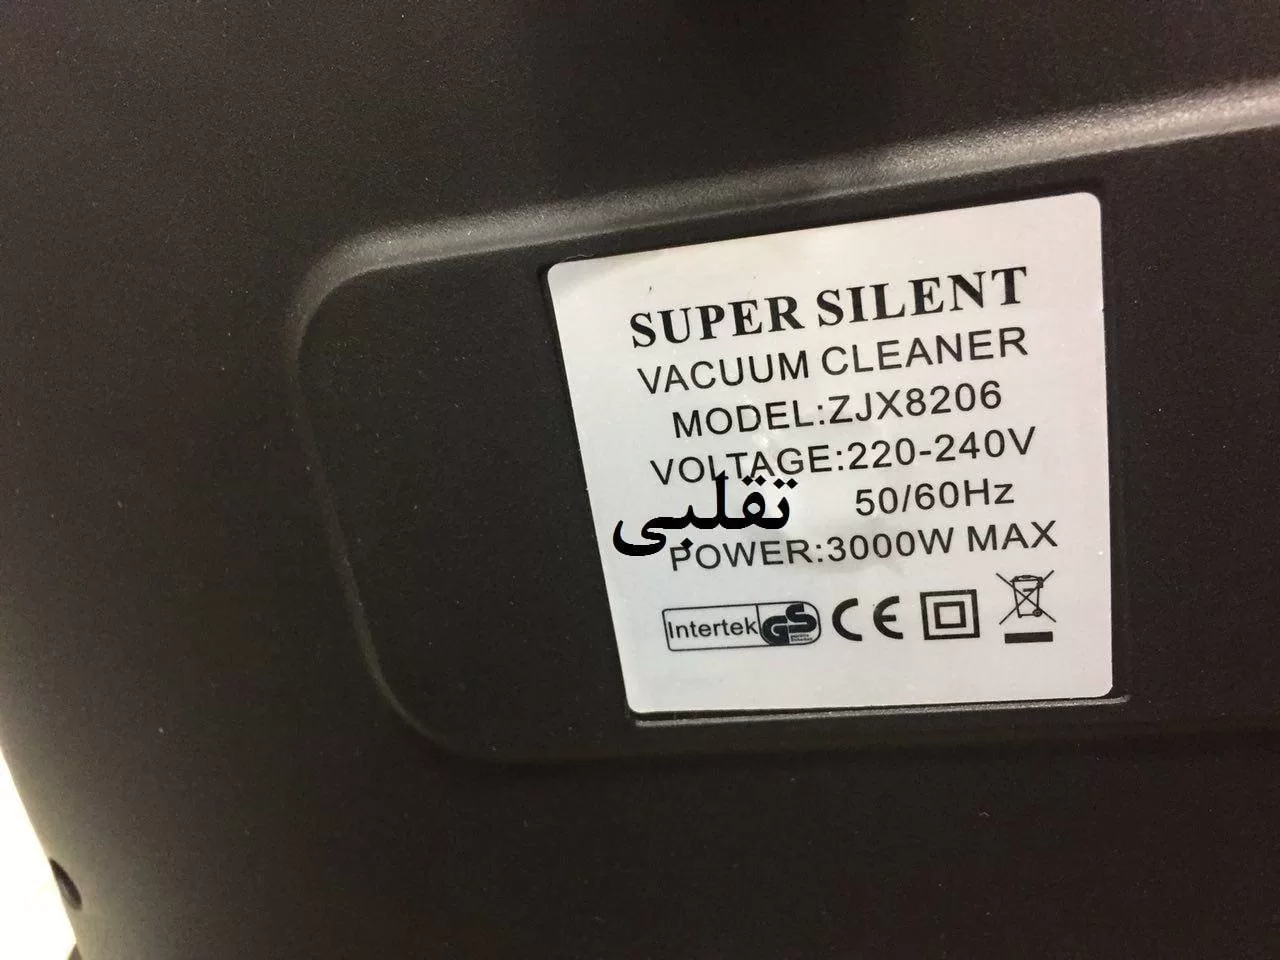 SUPER SILENT
VACUUM CLEANER
MODEL:ZJX8206
VOLTAGE:220-240V
50/60Hz
تقلبی
POWER:3000W MAX
Intertek GS CE